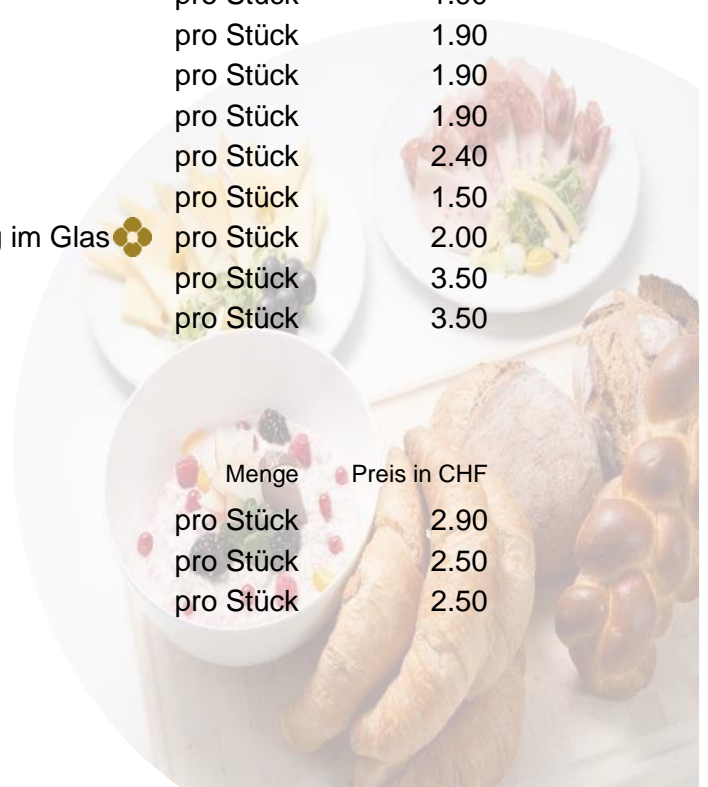 pro Stück 1.90
pro Stück 1.90
pro Stück 1.90
pro Stück 2.40
pro Stück 1.50
im Glas pro Stück 2.00
pro Stück 3.50
pro Stück 3.50
Menge Preis in CHF
pro Stück 2.90
pro Stück 2.50
pro Stück 2.50